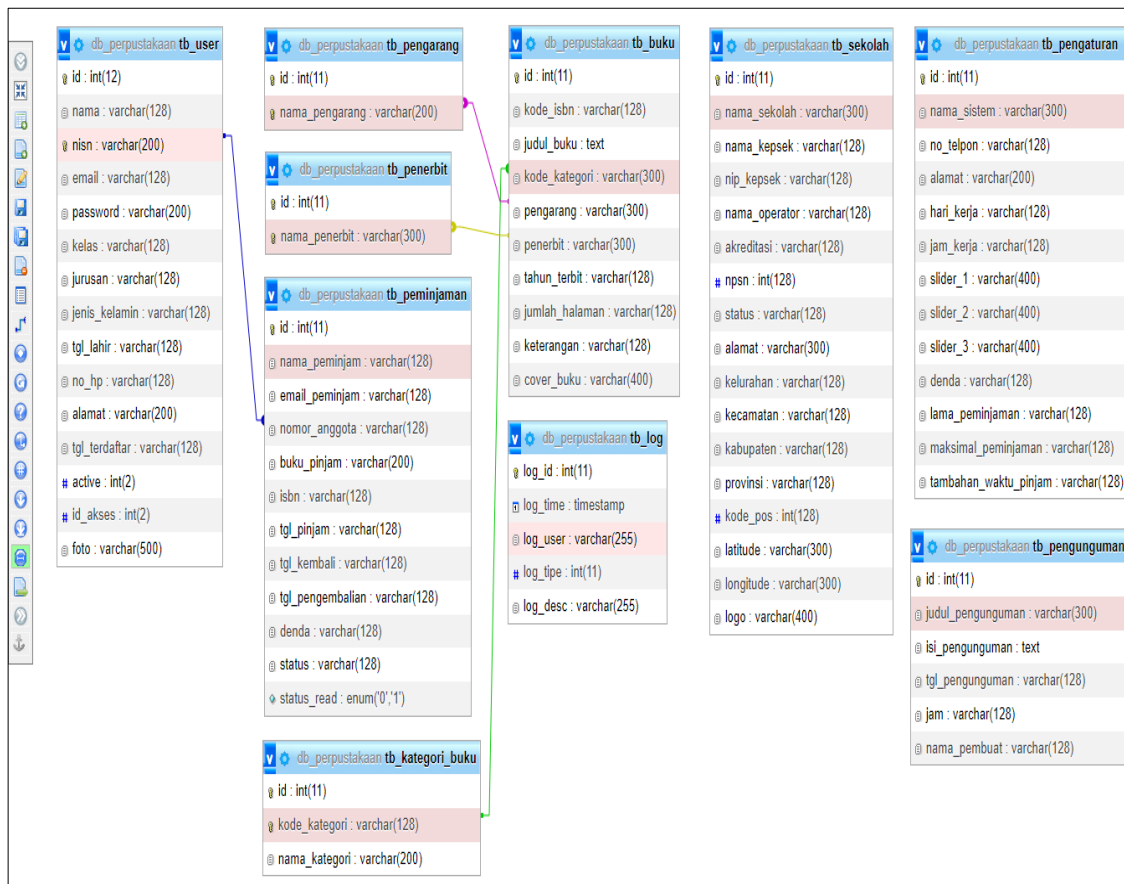 db_perpustakaan tb_user
id : int(12)
nama : varchar(128)
nisn : varchar(200)
email : varchar(128)
password : varchar(200)
kelas : varchar(128)
jurusan : varchar(128)
jenis_kelamin : varchar(128)
tgl_lahir : varchar(128)
no_hp : varchar(128)
alamat : varchar(200)
tgl_terdaftar : varchar(128)
# active : int(2)
# id_akses : int(2)
foto : varchar(500)
db_perpustakaan tb_pengarang
id : int(11)
nama_pengarang : varchar(200)
db_perpustakaan tb_penerbit
id : int(11)
nama_penerbit : varchar(300)
db_perpustakaan tb_peminjaman
id : int(11)
nama_peminjam : varchar(128)
email_peminjam : varchar(128)
nomor_anggota : varchar(128)
buku_pinjam : varchar(200)
isbn : varchar(128)
tgl_pinjam : varchar(128)
tgl_kembali : varchar(128)
tgl_pengembalian : varchar(128)
denda : varchar(128)
status : varchar(128)
status_read : enum('0','1')
db_perpustakaan tb_kategori_buku
id : int(11)
kode_kategori : varchar(128)
nama_kategori : varchar(200)
db_perpustakaan tb_buku
id : int(11)
kode_isbn : varchar(128)
judul_buku : text
kode_kategori : varchar(300)
pengarang : varchar(300)
penerbit : varchar(300)
tahun_terbit : varchar(128)
jumlah_halaman : varchar(128)
keterangan : varchar(128)
cover_buku : varchar(400)
db_perpustakaan tb_log
log_id : int(11)
log_time : timestamp
log_user : varchar(255)
# log_tipe : int(11)
log_desc : varchar(255)
db_perpustakaan tb_sekolah
id : int(11)
nama_sekolah : varchar(300)
nama_kepsek : varchar(128)
nip_kepsek : varchar(128)
nama_operator : varchar(128)
akreditasi : varchar(128)
# npsn : int(128)
status : varchar(128)
alamat : varchar(300)
kelurahan : varchar(128)
kecamatan : varchar(128)
kabupaten : varchar(128)
provinsi : varchar(128)
# kode_pos : int(128)
latitude : varchar(300)
longitude : varchar(300)
logo : varchar(400)
db_perpustakaan tb_pengaturan
id : int(11)
nama_sistem : varchar(300)
no_telpon : varchar(128)
alamat : varchar(200)
hari_kerja : varchar(128)
jam_kerja : varchar(128)
slider_1 : varchar(400)
slider_2 : varchar(400)
slider_3 : varchar(400)
denda : varchar(128)
lama_peminjaman : varchar(128)
maksimal_peminjaman : varchar(128)
tambahan_waktu_pinjam : varchar(128)
db_perpustakaan tb_pengunguman
id : int(11)
judul_pengunguman : varchar(300)
isi_pengunguman : text
tgl_pengunguman : varchar(128)
jam : varchar(128)
nama_pembuat : varchar(128)